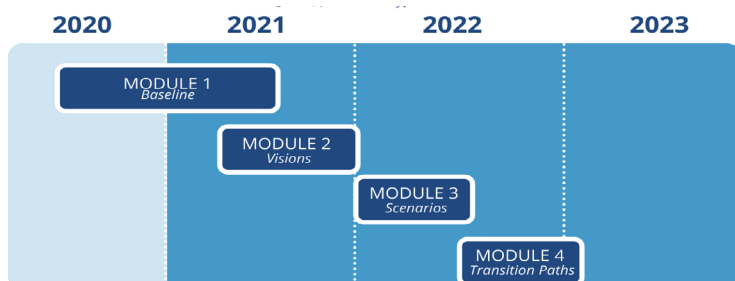 2020 2021 2022 2023
MODULE 1
Baseline
MODULE 2
Visions
MODULE 3
Scenarios
MODULE 4
Transition Paths